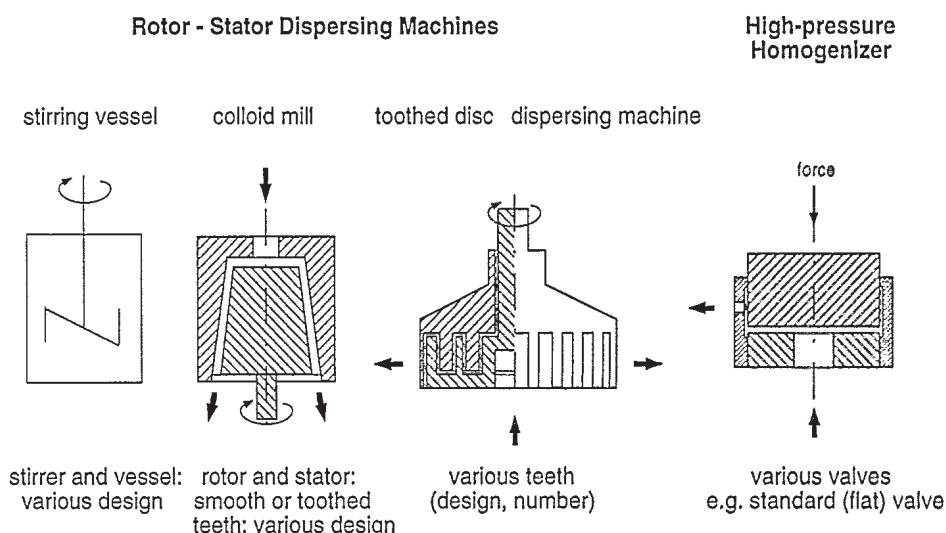 Rotor - Stator Dispersing Machines
High-pressure
Homogenizer
stirring vessel
colloid mill
toothed disc dispersing machine
force
stirrer and vessel:
various design
rotor and stator:
smooth or toothed
teeth: various design
various teeth
(design, number)
various valves
e.g. standard (flat) valve